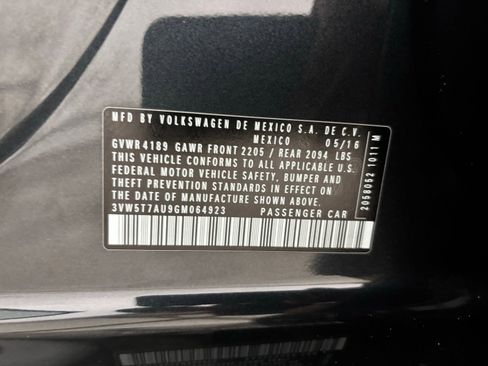 MFD BY VOLKSWAGEN DE MEXICO S.A. DE C.V.
MEXICO 05/16
GVWR 4189 GAWR FRONT 2205 / REAR 2094 LBS
THIS VEHICLE CONFORMS TO ALL APPLICABLE U.S.
FEDERAL MOTOR VEHICLE SAFETY, BUMPER AND
THEFT PREVENTION STANDARDS IN EFFECT ON
THE DATE OF MANUFACTURE SHOWN ABOVE.
3VW5T7AU9GM064923 PASSENGER CAR
2058052 1011 M